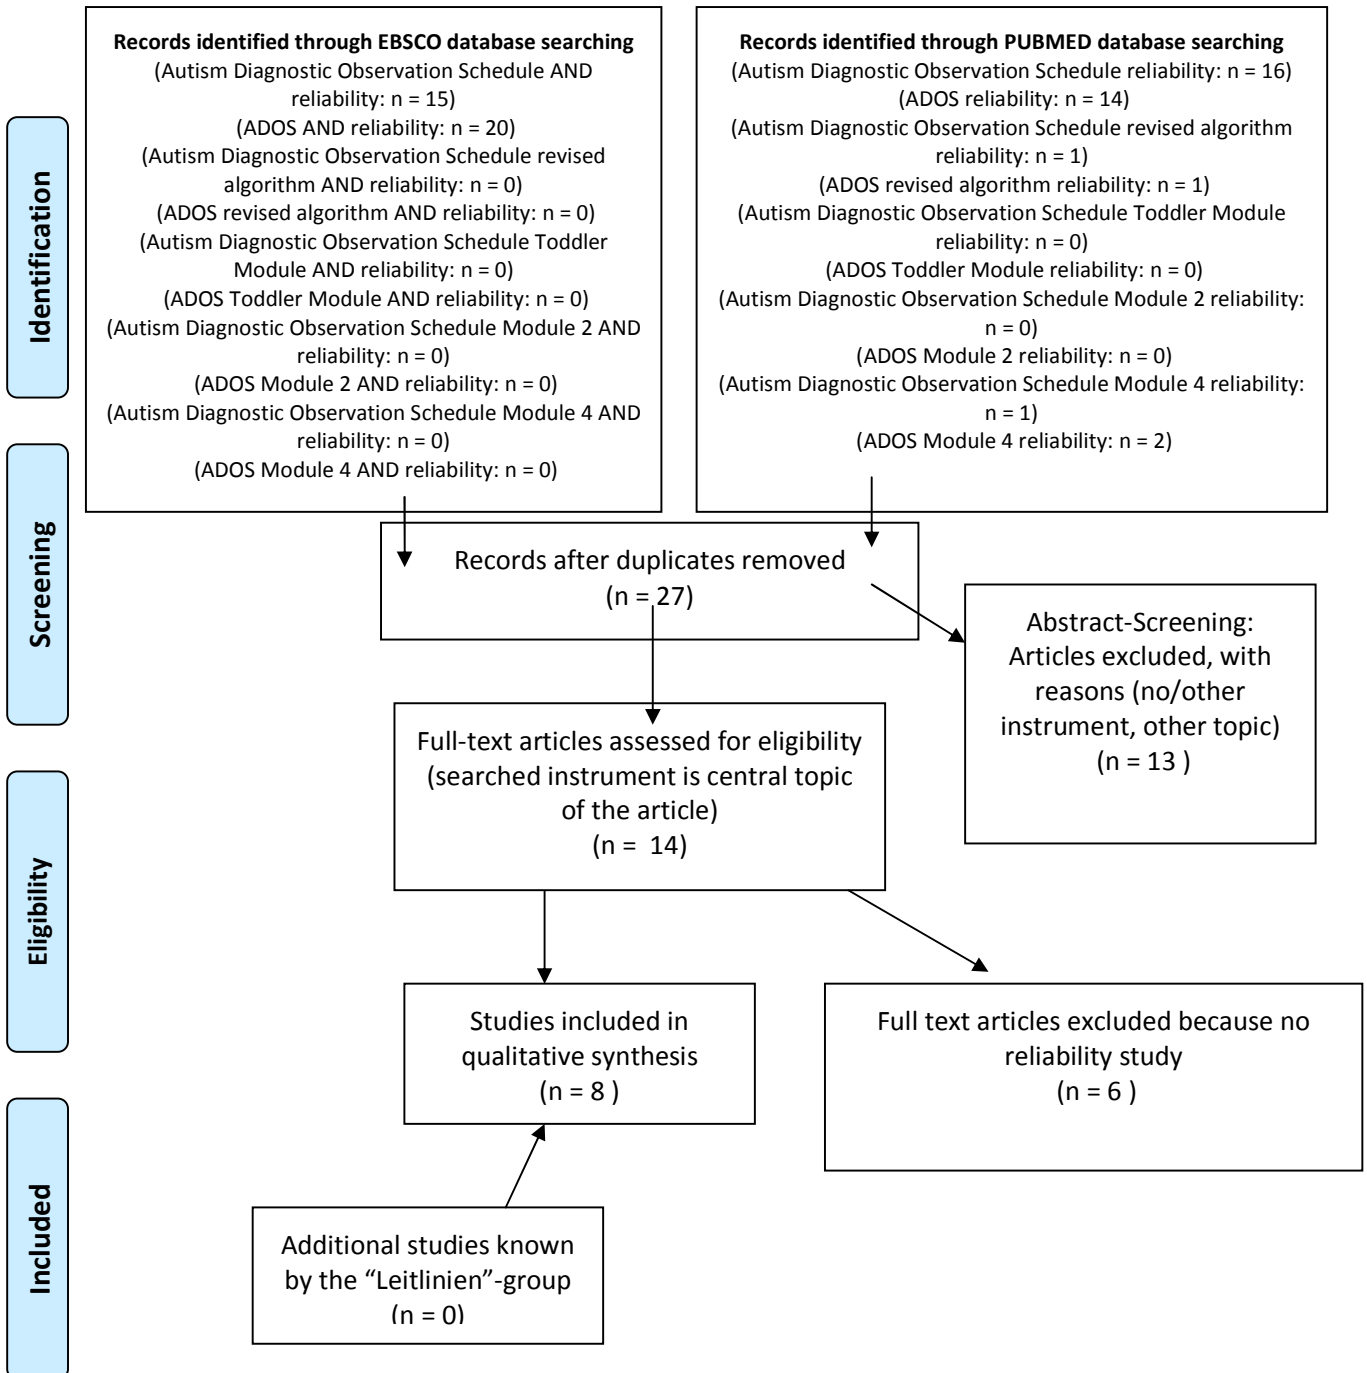 Records identified through EBSCO database searching
(Autism Diagnostic Observation Schedule AND
reliability: n = 15)
(ADOS AND reliability: n = 20)
(Autism Diagnostic Observation Schedule revised
algorithm AND reliability: n = 0)
(ADOS revised algorithm AND reliability: n = 0)
(Autism Diagnostic Observation Schedule Toddler
Module AND reliability: n = 0)
(ADOS Toddler Module AND reliability: n = 0)
(Autism Diagnostic Observation Schedule Module 2 AND
reliability: n = 0)
(ADOS Module 2 AND reliability: n = 0)
(Autism Diagnostic Observation Schedule Module 4 AND
reliability: n = 0)
(ADOS Module 4 AND reliability: n = 0)
Records identified through PUBMED database searching
(Autism Diagnostic Observation Schedule reliability: n = 16)
(ADOS reliability: n = 14)
(Autism Diagnostic Observation Schedule revised algorithm
reliability: n = 1)
(ADOS revised algorithm reliability: n = 1)
(Autism Diagnostic Observation Schedule Toddler Module
reliability: n = 0)
(ADOS Toddler Module reliability: n = 0)
(Autism Diagnostic Observation Schedule Module 2 reliability:
n = 0)
(ADOS Module 2 reliability: n = 0)
(Autism Diagnostic Observation Schedule Module 4 reliability:
n = 1)
(ADOS Module 4 reliability: n = 2)
Identification
Screening
Records after duplicates removed
(n = 27)
Abstract-Screening:
Articles excluded, with
reasons (no/other
instrument, other topic)
(n = 13 )
Full-text articles assessed for eligibility
(searched instrument is central topic
of the article)
(n =  14)
Eligibility
Studies included in
qualitative synthesis
(n = 8 )
Full text articles excluded because no
reliability study
(n = 6 )
Included
Additional studies known
by the “Leitlinien”-group
(n = 0)